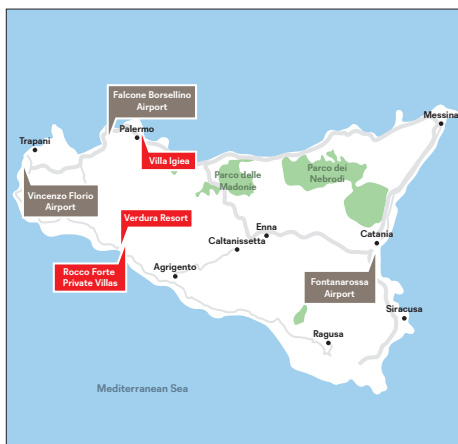 Falcone Borsellino
Airport
Messina
Palermo
Trapani
Villa Igiea
Parco delle
Madonie
Parco dei
Nebrodi
Vincenzo Florio
Airport
Verdura Resort
Enna
Catania
Caltanissetta
Rocco Forte
Private Villas
Agrigento
Fontanarossa
Airport
Siracusa
Ragusa
Mediterranean Sea